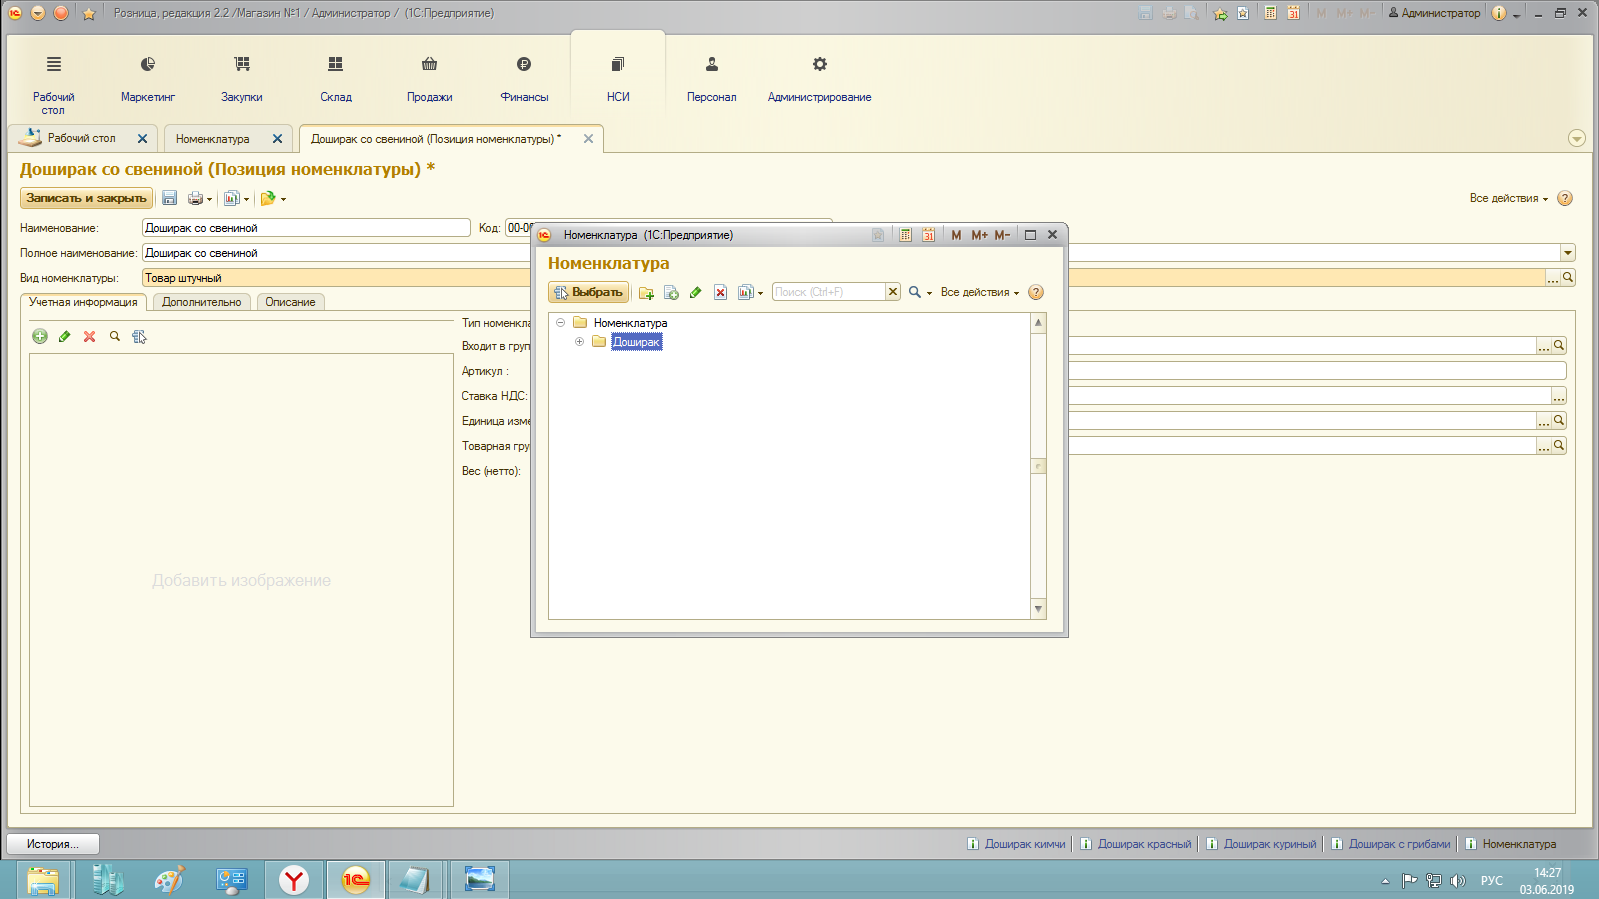 Розница, редакция 2.2 /Магазин №1 / Администратор / (1С:Предприятие)
M M+ M- Администратор
Рабочий стол
Маркетинг
Закупки
Склад
Продажи
Финансы
НСИ
Персонал
Администрирование
Рабочий стол
Номенклатура
Доширак со свениной (Позиция номенклатуры) *
Доширак со свениной (Позиция номенклатуры) *
Записать и закрыть
Все действия
Наименование: Доширак со свениной Код: 00-0
Полное наименование: Доширак со свениной
Вид номенклатуры: Товар штучный
Учетная информация
Дополнительно
Описание
Добавить изображение
Тип номенкла
Входит в груп
Артикул :
Ставка НДС:
Единица изме
Товарная гру
Вес (нетто):
Номенклатура (1С:Предприятие)
31 M M+ M-
Номенклатура
Выбрать
Поиск (Ctrl+F)
Все действия
Номенклатура
Доширак
История...
Доширак кимчи
Доширак красный
Доширак куриный
Доширак с грибами
Номенклатура
РУС
14:27
03.06.2019